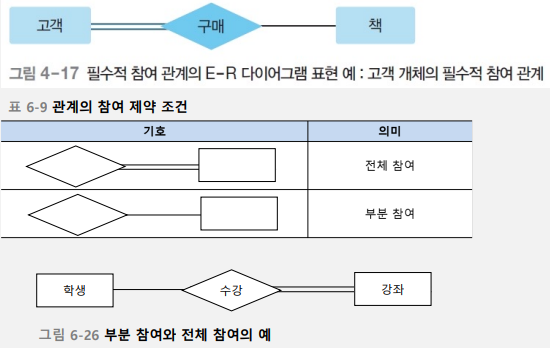 고객 구매 책
그림 4-17 필수적 참여 관계의 E-R 다이어그램 표현 예 : 고객 개체의 필수적 참여 관계
표 6-9 관계의 참여 제약 조건
기호 의미
전체 참여
부분 참여
학생 수강 강좌
그림 6-26 부분 참여와 전체 참여의 예